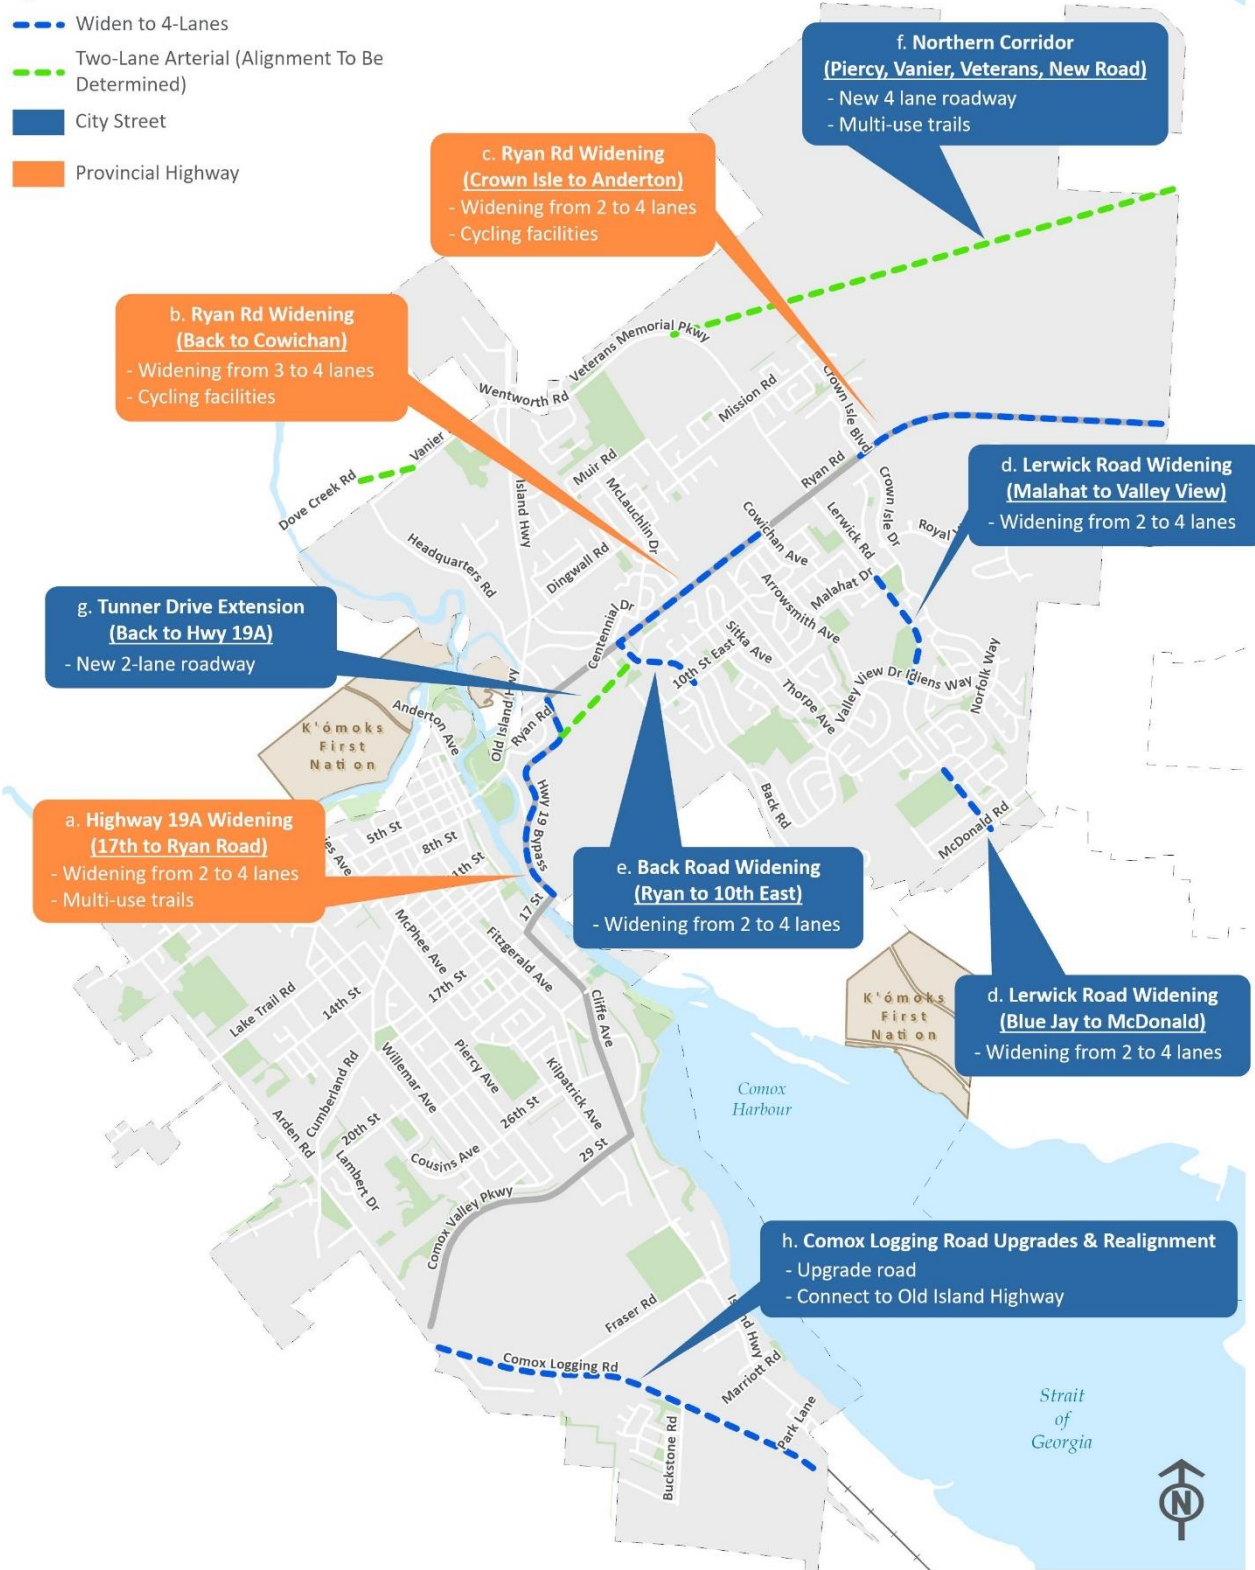 Widen to 4-Lanes
Two-Lane Arterial (Alignment To Be
Determined)
City Street
Provincial Highway
f. Northern Corridor
(Piercy, Vanier, Veterans, New Road)
- New 4 lane roadway
- Multi-use trails
c. Ryan Rd Widening
(Crown Isle to Anderton)
- Widening from 2 to 4 lanes
- Cycling facilities
b. Ryan Rd Widening
(Back to Cowichan)
- Widening from 3 to 4 lanes
- Cycling facilities
Veterans Memorial Pkwy
Wentworth Rd
Mission Rd
Crown Isle Blvd
Vanier
Dove Creek Rd
Muir Rd
McLauchlin Dr
Ryan Rd
Island Hwy
Cowichan Ave
Lerwick Rd
Crown Isle Dr
Royal
d. Lerwick Road Widening
(Malahat to Valley View)
- Widening from 2 to 4 lanes
Headquarters Rd
Dingwall Rd
Malahat Dr
Arrowsmith Ave
g. Tunner Drive Extension
(Back to Hwy 19A)
- New 2-lane roadway
Centennial Dr
Sitka Ave
10th St East
Thorpe Ave
Valley View Dr
Idiens Way
Norfolk Way
K'ómoks
First
Nation
Anderton Ave
Old Island Hwy
Ryan Rd
Hwy 19 Bypass
Back Rd
McDonald Rd
a. Highway 19A Widening
(17th to Ryan Road)
- Widening from 2 to 4 lanes
- Multi-use trails
5th St
8th St
1th St
ies Ave
17 St
e. Back Road Widening
(Ryan to 10th East)
- Widening from 2 to 4 lanes
McPhee Ave
Fitzgerald Ave
17th St
14th St
Lake Trail Rd
Cliffe Ave
K'ómoks
First
Nation
d. Lerwick Road Widening
(Blue Jay to McDonald)
- Widening from 2 to 4 lanes
Cumberland Rd
Willemar Ave
Piercy Ave
Kilpatrick Ave
Comox
Harbour
Arden Rd
20th St
26th St
Lambert Dr
Cousins Ave
29 St
Comox Valley Pkwy
h. Comox Logging Road Upgrades & Realignment
- Upgrade road
- Connect to Old Island Highway
Fraser Rd
Island Hwy
Comox Logging Rd
Marriott Rd
Park Lane
Buckstone Rd
Strait
of
Georgia
N